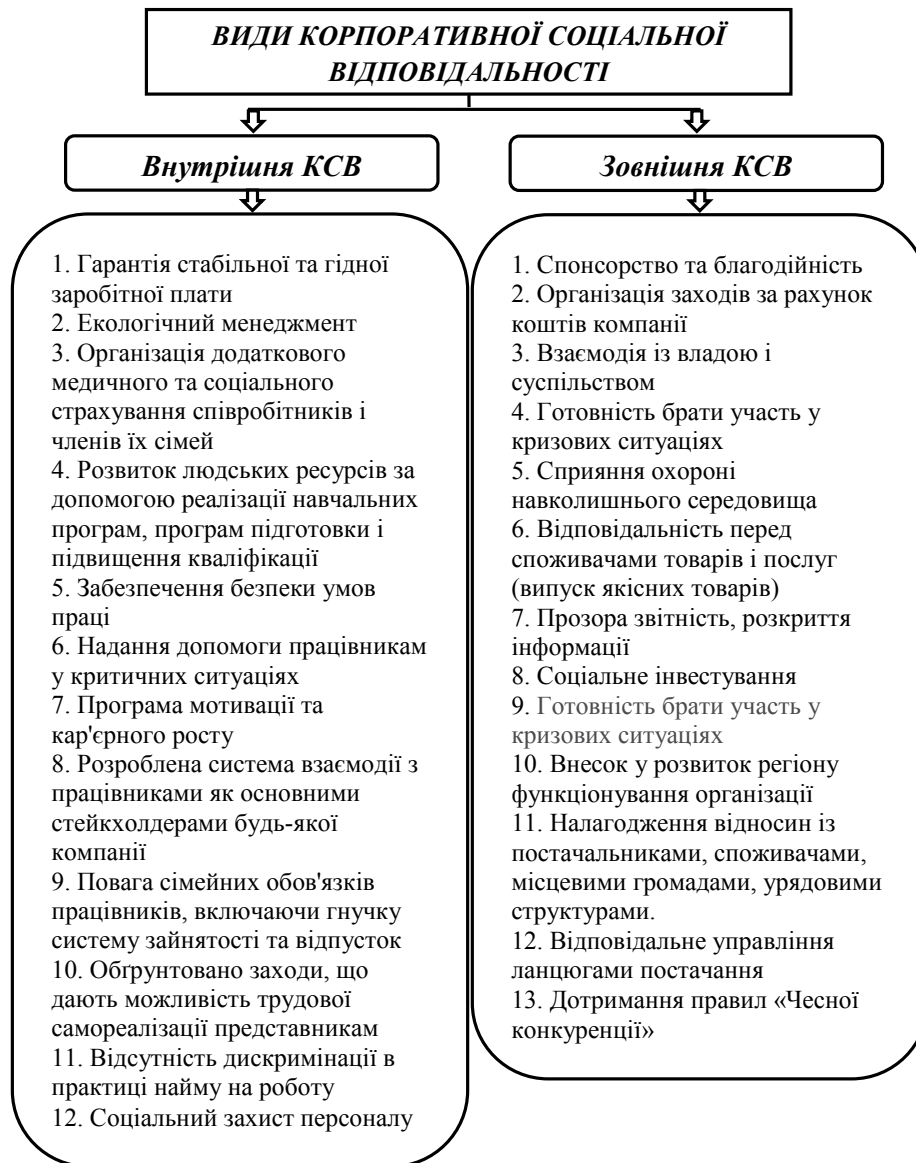 ВИДИ КОРПОРАТИВНОЇ СОЦІАЛЬНОЇ
ВІДПОВІДАЛЬНОСТІ
Внутрішня КСВ
1. Гарантія стабільної та гідної
заробітної плати
2. Екологічний менеджмент
3. Організація додаткового
медичного та соціального
страхування співробітників і
членів їх сімей
4. Розвиток людських ресурсів за
допомогою реалізації навчальних
програм, програм підготовки і
підвищення кваліфікації
5. Забезпечення безпеки умов
праці
6. Надання допомоги працівникам
у критичних ситуаціях
7. Програма мотивації та
кар'єрного росту
8. Розроблена система взаємодії з
працівниками як основними
стейкхолдерами будь-якої
компанії
9. Повага сімейних обов'язків
працівників, включаючи гнучку
систему зайнятості та відпусток
10. Обґрунтовано заходи, що
дають можливість трудової
самореалізації представникам
11. Відсутність дискримінації в
практиці найму на роботу
12. Соціальний захист персоналу
Зовнішня КСВ
1. Спонсорство та благодійність
2. Організація заходів за рахунок
коштів компанії
3. Взаємодія із владою і
суспільством
4. Готовність брати участь у
кризових ситуаціях
5. Сприяння охороні
навколишнього середовища
6. Відповідальність перед
споживачами товарів і послуг
(випуск якісних товарів)
7. Прозора звітність, розкриття
інформації
8. Соціальне інвестування
9. Готовність брати участь у
кризових ситуаціях
10. Внесок у розвиток регіону
функціонування організації
11. Налагодження відносин із
постачальниками, споживачами,
місцевими громадами, урядовими
структурами.
12. Відповідальне управління
ланцюгами постачання
13. Дотримання правил «Чесної
конкуренції»